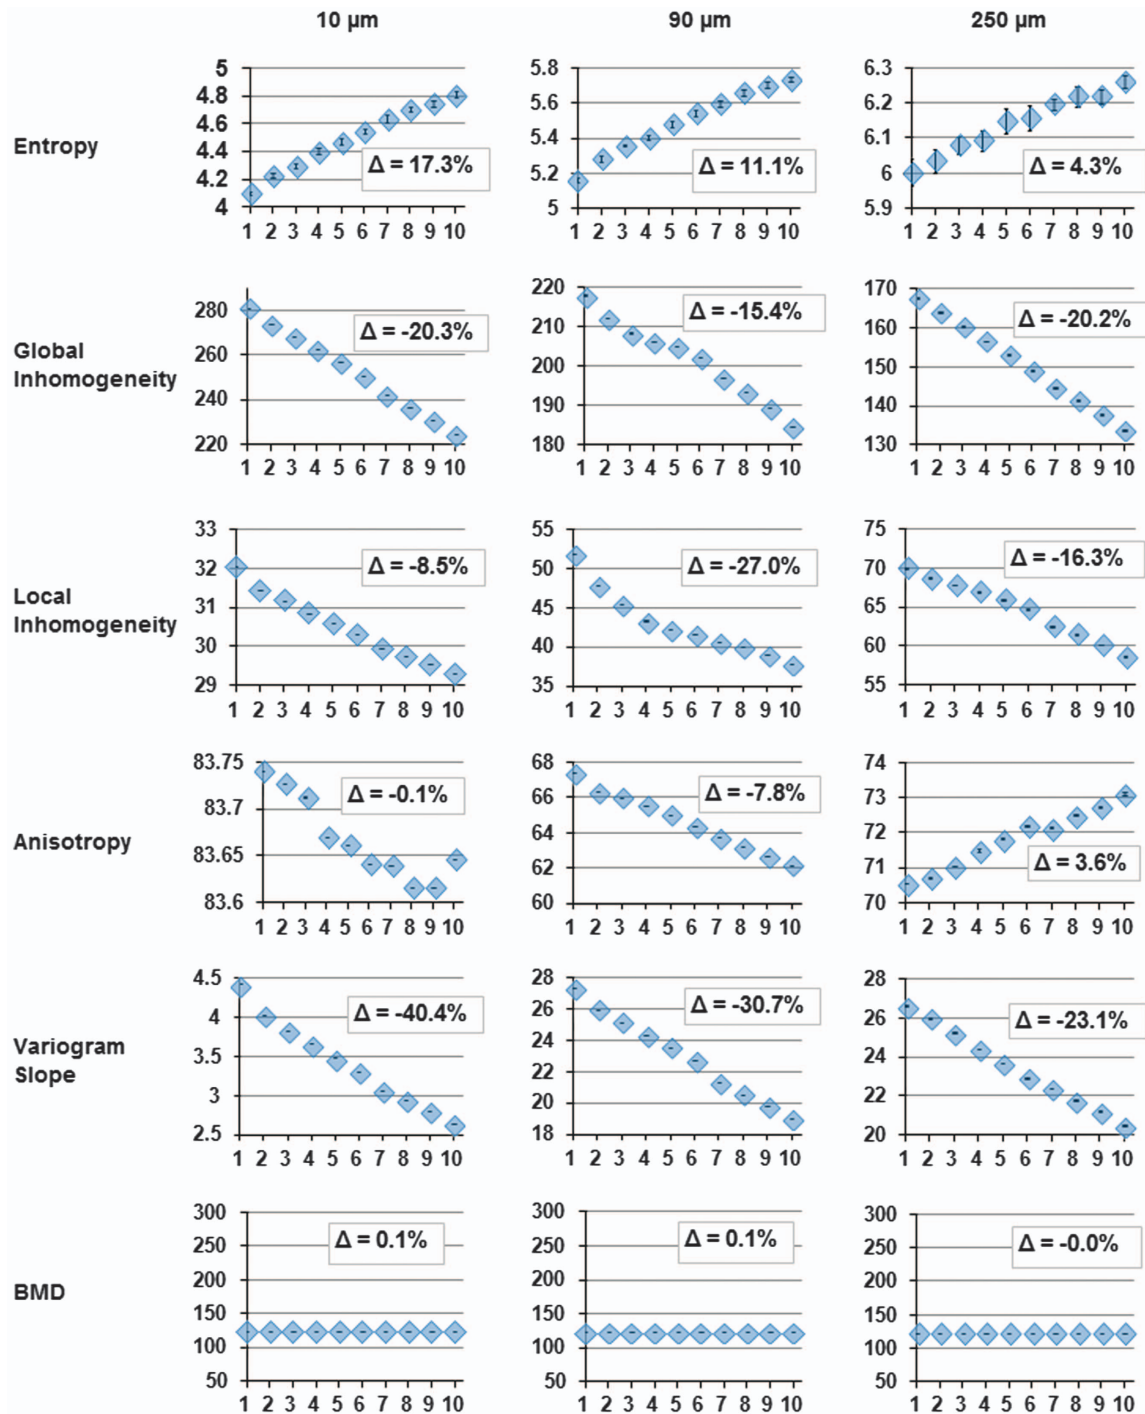 10 µm 90 µm 250 µm
Entropy
5
4.8
4.6
4.4
4.2
4
Δ = 17.3%
1 2 3 4 5 6 7 8 9 10
5.8
5.6
5.4
5.2
5
Δ = 11.1%
1 2 3 4 5 6 7 8 9 10
6.3
6.2
6.1
6
5.9
Δ = 4.3%
1 2 3 4 5 6 7 8 9 10
Global
Inhomogeneity
280
260
240
220
Δ = -20.3%
1 2 3 4 5 6 7 8 9 10
220
210
200
190
180
Δ = -15.4%
1 2 3 4 5 6 7 8 9 10
170
160
150
140
130
Δ = -20.2%
1 2 3 4 5 6 7 8 9 10
Local
Inhomogeneity
33
32
31
30
29
Δ = -8.5%
1 2 3 4 5 6 7 8 9 10
55
50
45
40
35
Δ = -27.0%
1 2 3 4 5 6 7 8 9 10
75
70
65
60
55
Δ = -16.3%
1 2 3 4 5 6 7 8 9 10
Anisotropy
83.75
83.7
83.65
83.6
Δ = -0.1%
1 2 3 4 5 6 7 8 9 10
68
66
64
62
60
Δ = -7.8%
1 2 3 4 5 6 7 8 9 10
74
73
72
71
70
Δ = 3.6%
1 2 3 4 5 6 7 8 9 10
Variogram
Slope
4.5
4
3.5
3
2.5
Δ = -40.4%
1 2 3 4 5 6 7 8 9 10
28
26
24
22
20
18
Δ = -30.7%
1 2 3 4 5 6 7 8 9 10
28
26
24
22
20
Δ = -23.1%
1 2 3 4 5 6 7 8 9 10
BMD
300
250
200
150
100
50
Δ = 0.1%
1 2 3 4 5 6 7 8 9 10
300
250
200
150
100
50
Δ = 0.1%
1 2 3 4 5 6 7 8 9 10
300
250
200
150
100
50
Δ = -0.0%
1 2 3 4 5 6 7 8 9 10